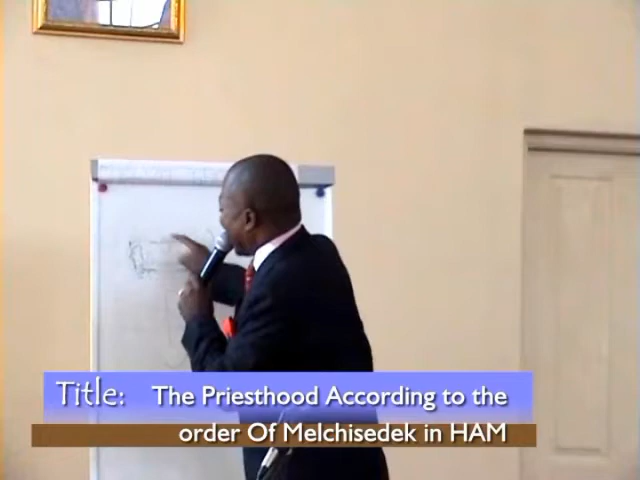 Title: The Priesthood According to the
order Of Melchisedek in HAM